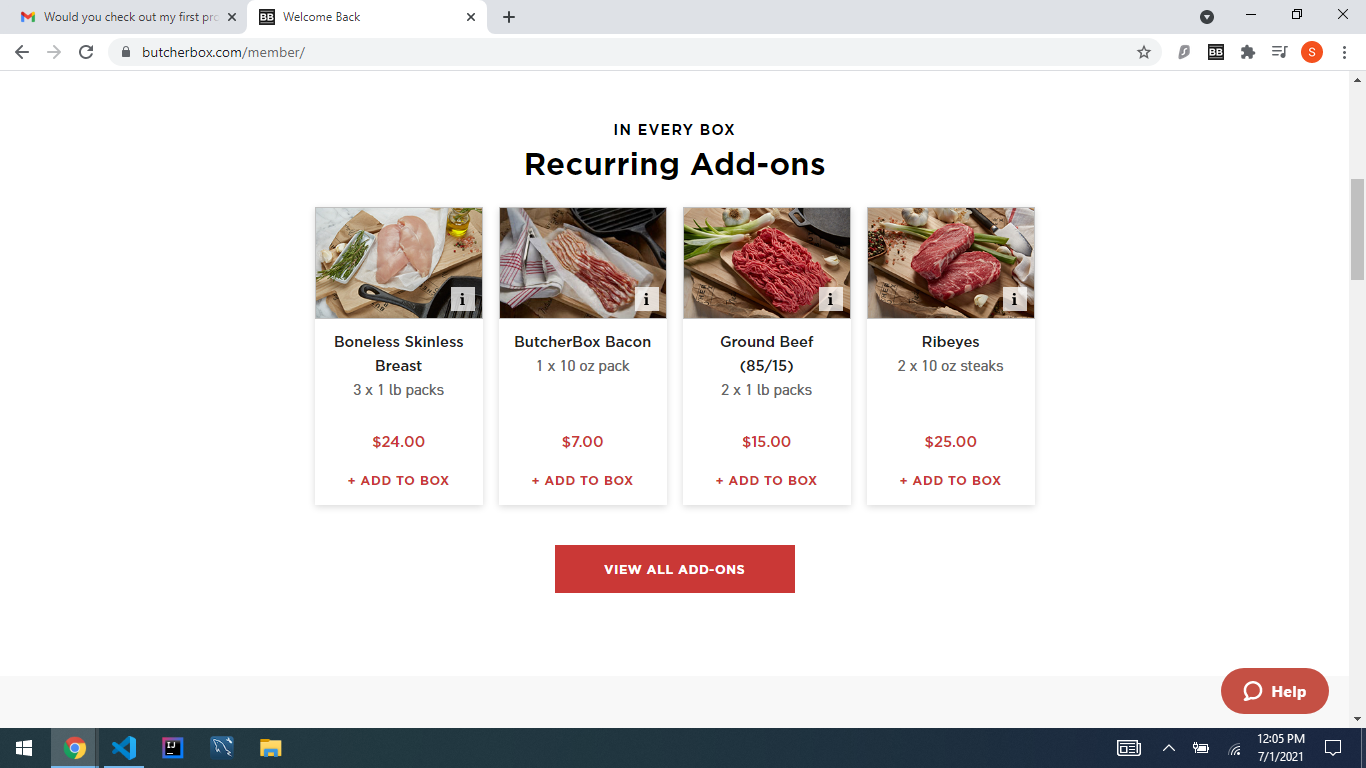 Would you check out my first pro
BB
Welcome Back
butcherbox.com/member/
BB
S
IN EVERY BOX
Recurring Add-ons
i
i
i
i
Boneless Skinless
Breast
3 x 1 lb packs
$24.00
+ ADD TO BOX
ButcherBox Bacon
1 x 10 oz pack
$7.00
+ ADD TO BOX
Ground Beef
(85/15)
2 x 1 lb packs
$15.00
+ ADD TO BOX
Ribeyes
2 x 10 oz steaks
$25.00
+ ADD TO BOX
VIEW ALL ADD-ONS
Help
IJ
12:05 PM
7/1/2021